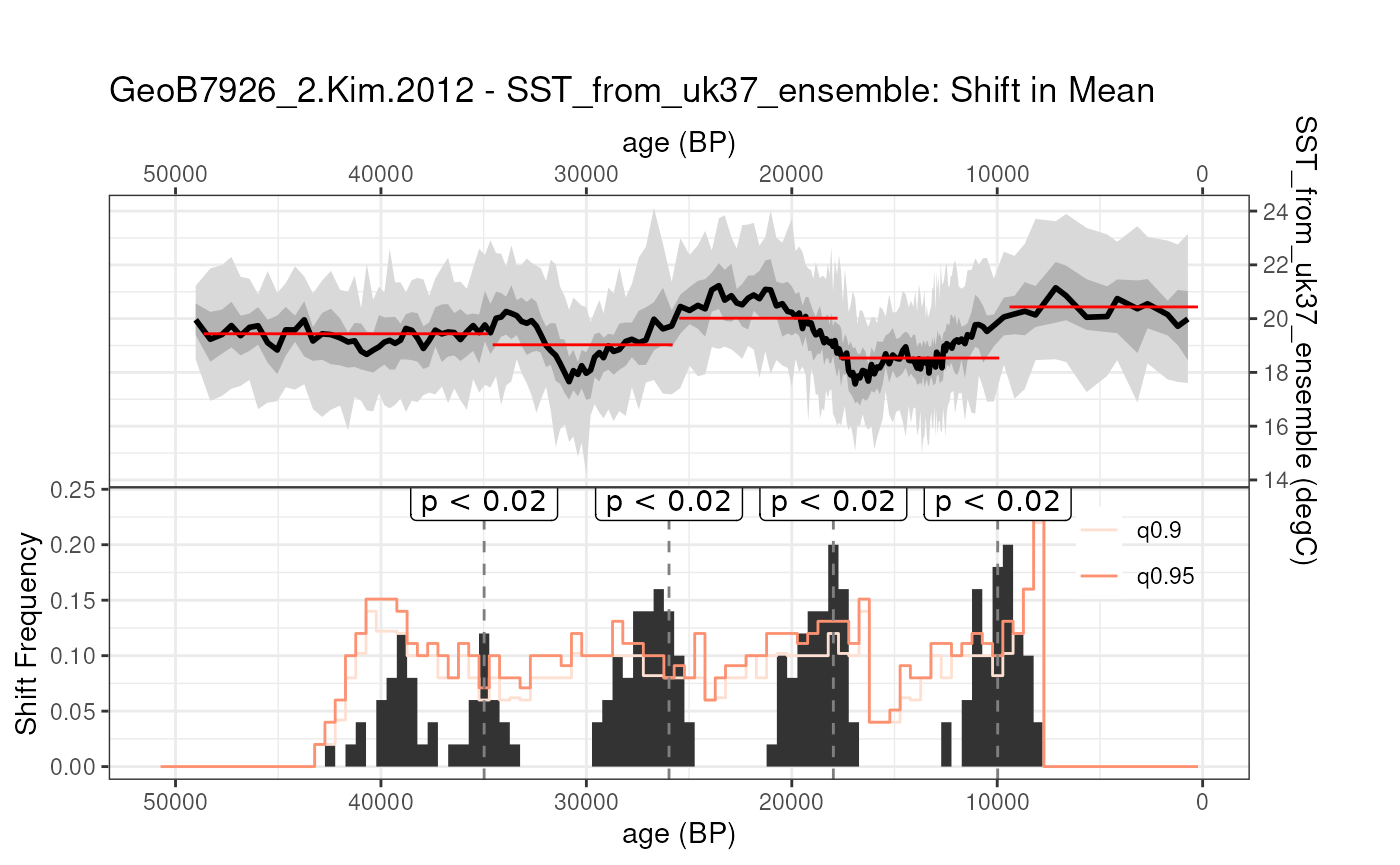 GeoB7926_2.Kim.2012 - SST_from_uk37_ensemble: Shift in Mean
age (BP)
50000 40000 30000 20000 10000 0
SST_from_uk37_ensemble (degC)
24
22
20
18
16
14
Shift Frequency
0.25
0.20
0.15
0.10
0.05
0.00
p < 0.02 p < 0.02 p < 0.02 p < 0.02
q0.9
q0.95
50000 40000 30000 20000 10000 0
age (BP)